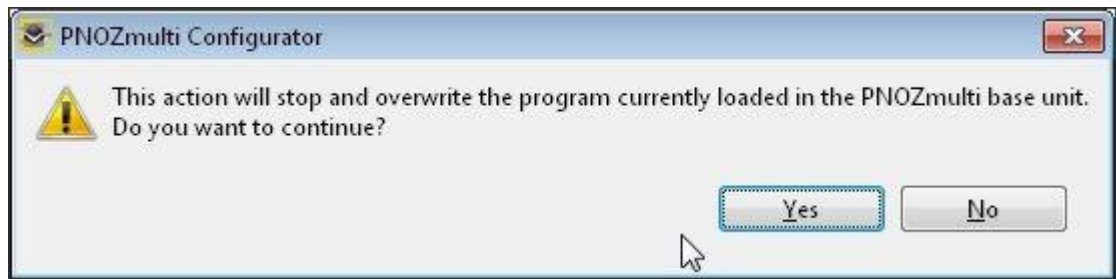 PNOZmulti Configurator
This action will stop and overwrite the program currently loaded in the PNOZmulti base unit.
Do you want to continue?
Yes
No